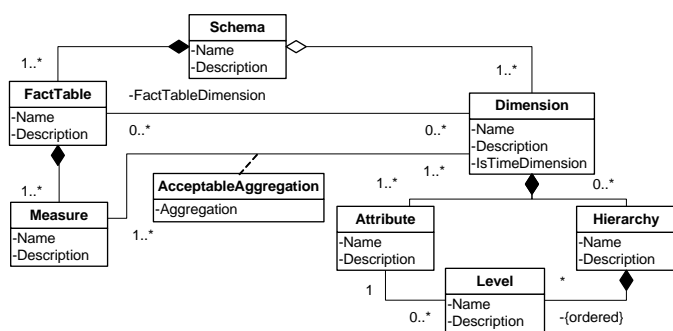 Schema
-Name
-Description
1..*
1..*
FactTable
-Name
-Description
-FactTableDimension
0..*
0..*
Dimension
-Name
-Description
-IsTimeDimension
1..*
1..*
1..*
AcceptableAggregation
-Aggregation
Measure
-Name
-Description
1..*
0..*
Attribute
-Name
-Description
Hierarchy
-Name
-Description
1
0..*
Level
-Name
-Description
*
-{ordered}